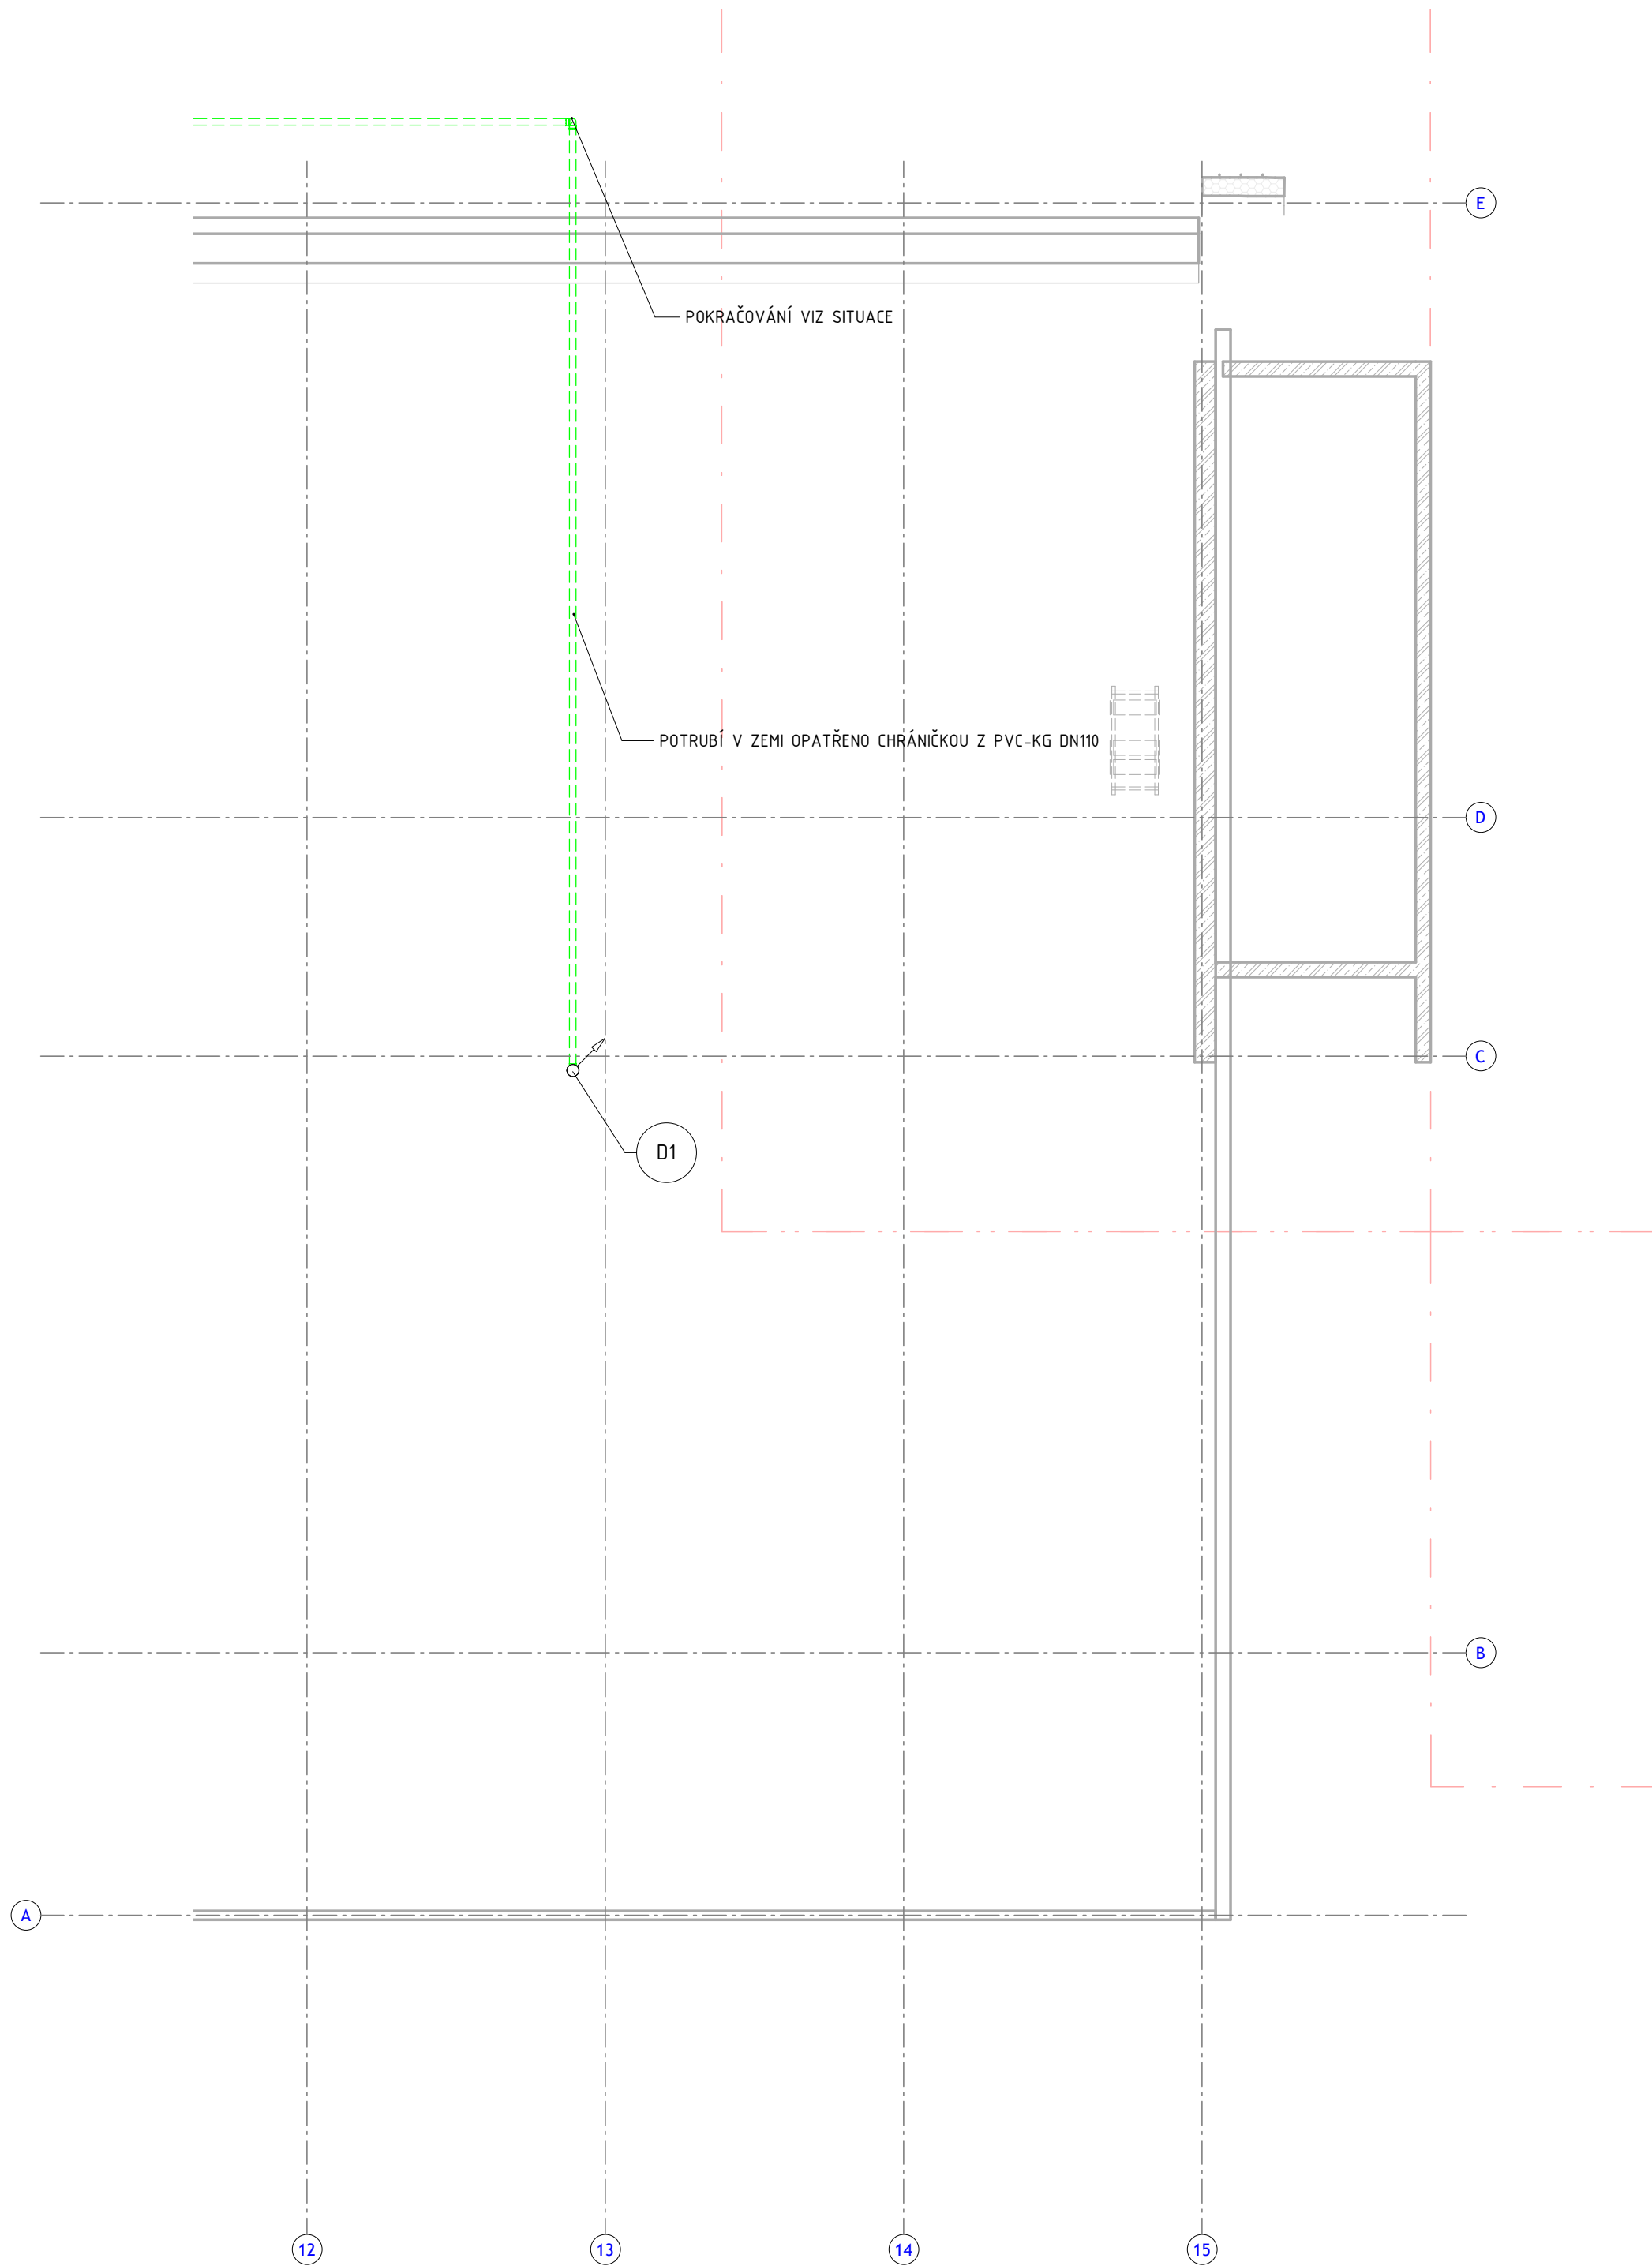 E
POKRAČOVÁNÍ VIZ SITUACE
POTRUBÍ V ZEMI OPATŘENO CHRÁNIČKOU Z PVC-KG DN110
D
C
D1
B
A
12
13
14
15